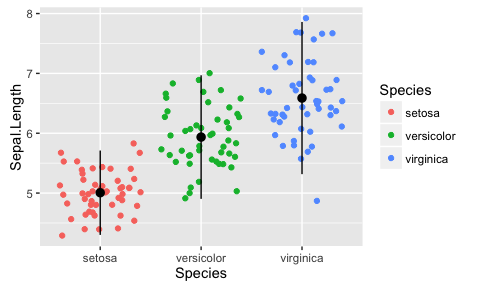 8
7
6
5
Sepal.Length
setosa
versicolor
virginica
Species
Species
setosa
versicolor
virginica